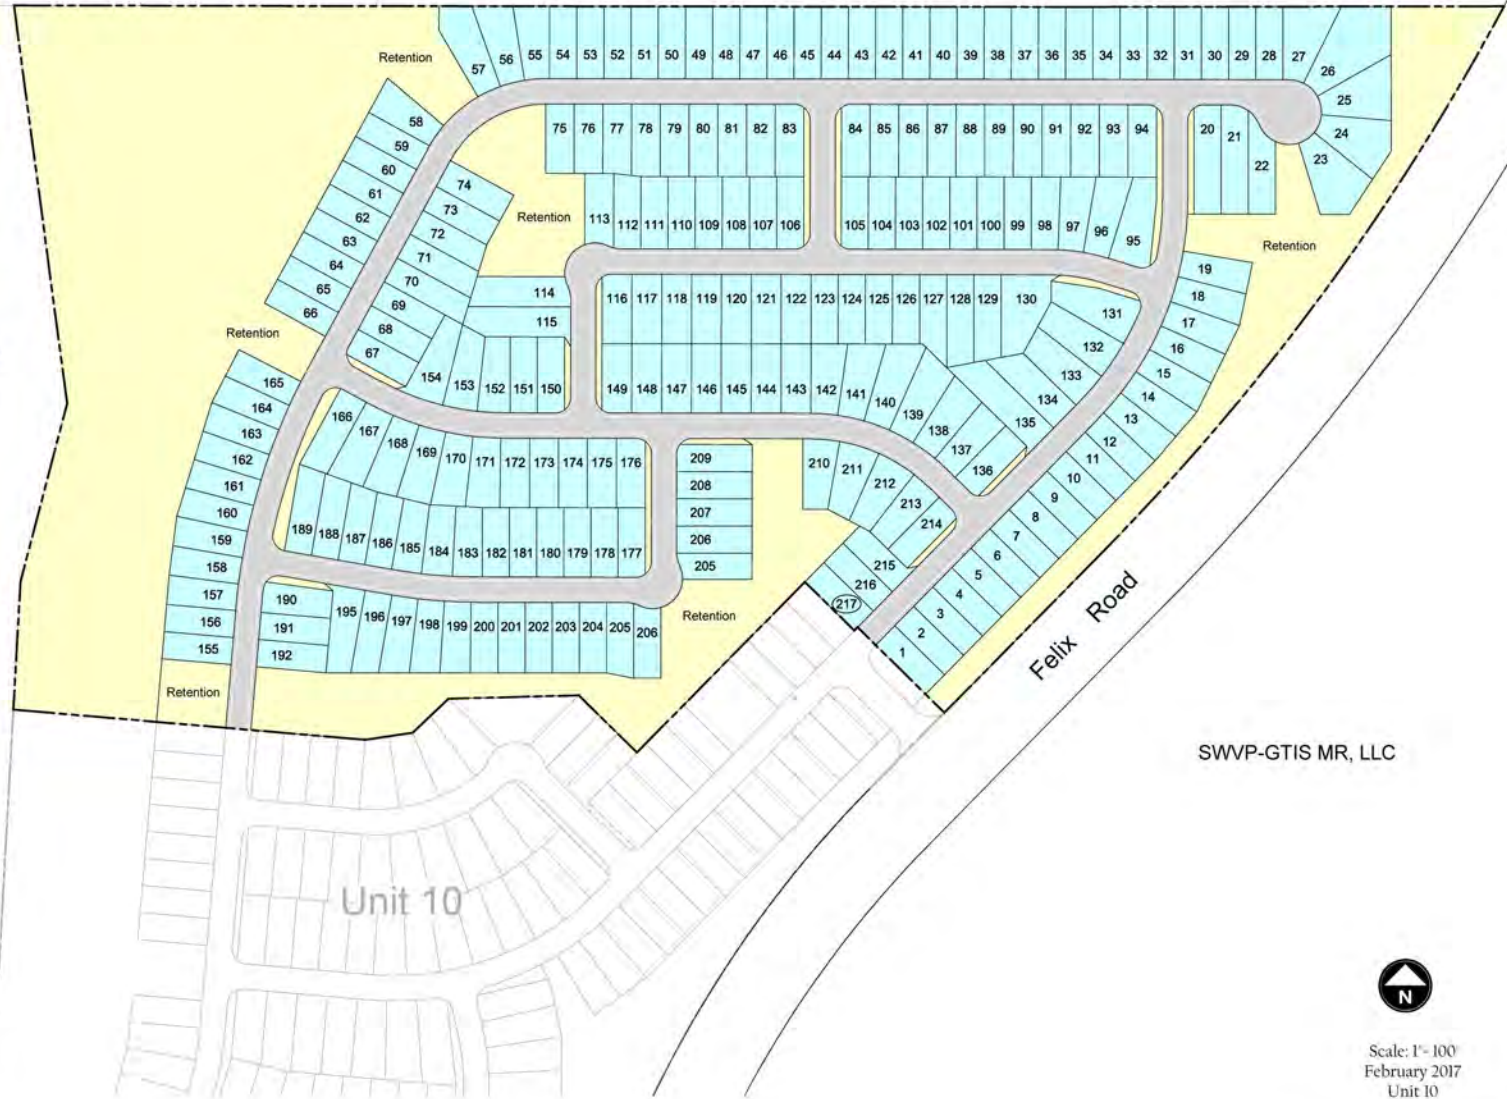 57 56 55 54 53 52 51 50 49 48 47 46 45 44 43 42 41 40 39 38 37 36 35 34 33 32 31 30 29 28 27
Retention
26
25
24
23
58
59
60
61
62
63
64
65
66
75 76 77 78 79 80 81 82 83
84 85 86 87 88 89 90 91 92 93 94
20 21 22
74
73
72
71
70
69
68
67
Retention
113 112 111 110 109 108 107 106
105 104 103 102 101 100 99 98 97 96 95
Retention
19
18
17
16
15
14
13
12
11
10
9
8
7
6
5
4
3
2
1
114
115
116 117 118 119 120 121 122 123 124 125 126 127 128 129 130
131
132
133
134
135
Retention
154 153 152 151 150
149 148 147 146 145 144 143 142 141 140 139 138 137 136
165
164
163
162
161
160
159
158
157
156
155
166 167 168 169 170 171 172 173 174 175 176
209
208
207
206
205
210 211 212 213 214
215
216
217
189 188 187 186 185 184 183 182 181 180 179 178 177
190
191
192
195 196 197 198 199 200 201 202 203 204 205 206
Retention
Retention
Felix Road
SWVP-GTIS MR, LLC
Unit 10
N
Scale: 1"- 100'
February 2017
Unit 10